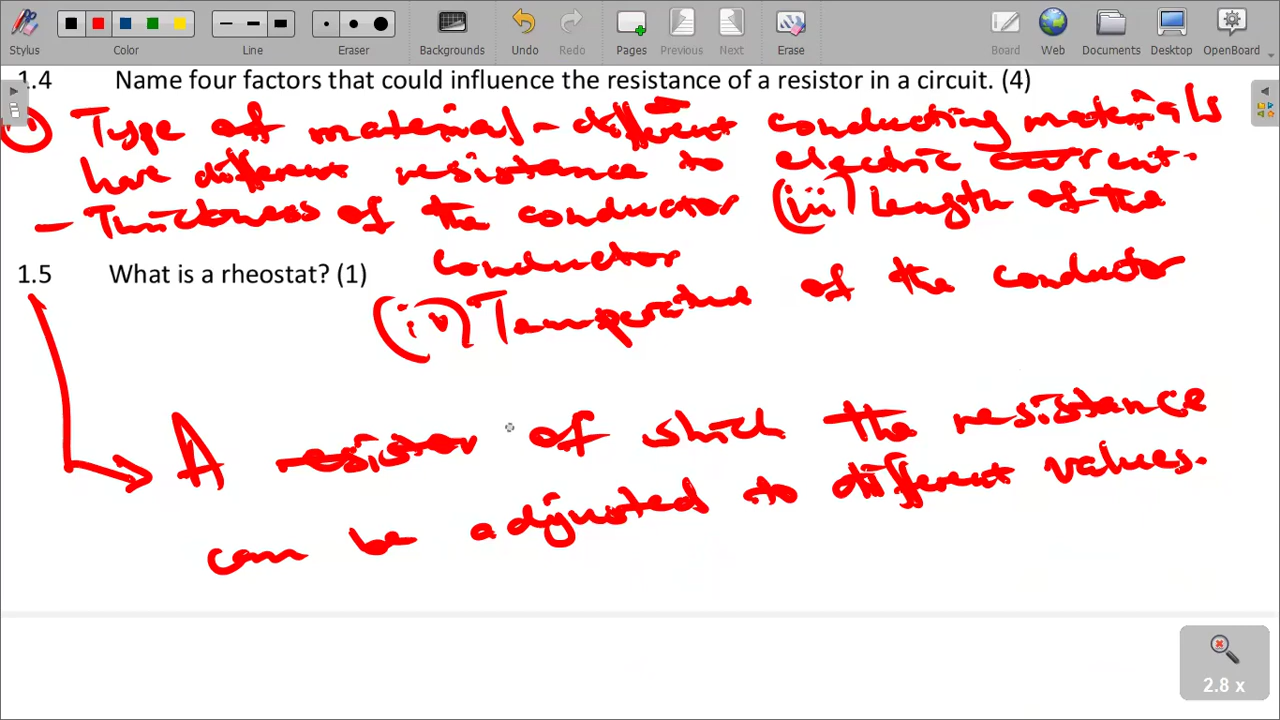 Stylus Color Line Eraser Backgrounds Undo Redo Pages Previous Next Erase Board Web Documents Desktop OpenBoard
1.4 Name four factors that could influence the resistance of a resistor in a circuit. (4)
Type of material - different conducting materials
have different resistance to electric current.
- Thickness of the conductor (iii) Length of the
conductor
1.5 What is a rheostat? (1)
(iv) Temperature of the conductor
A resistor of which the resistance
can be adjusted to different values.
2.8 x